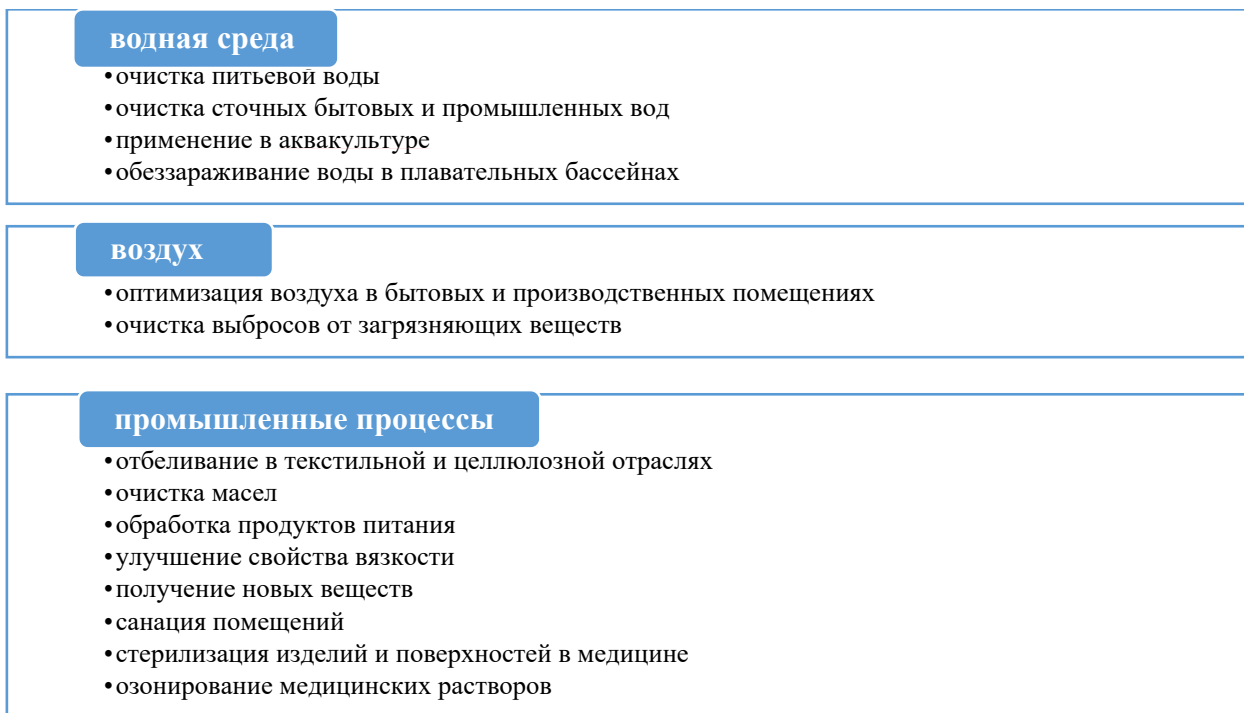 водная среда
•очистка питьевой воды
•очистка сточных бытовых и промышленных вод
•применение в аквакультуре
•обеззараживание воды в плавательных бассейнах
воздух
•оптимизация воздуха в бытовых и производственных помещениях
•очистка выбросов от загрязняющих веществ
промышленные процессы
•отбеливание в текстильной и целлюлозной отраслях
•очистка масел
•обработка продуктов питания
•улучшение свойства вязкости
•получение новых веществ
•санация помещений
•стерилизация изделий и поверхностей в медицине
•озонирование медицинских растворов